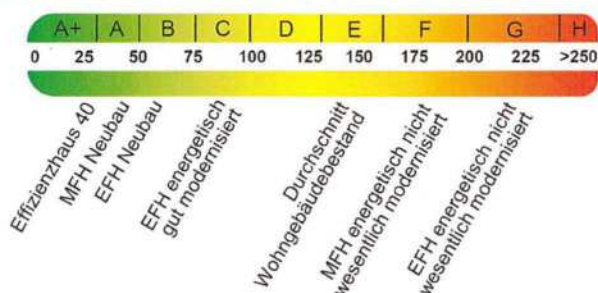 A+ A B C D E F G H
0 25 50 75 100 125 150 175 200 225 >250
Effizienzhaus 40
MFH Neubau
EFH Neubau
EFH energetisch
gut modernisiert
Durchschnitt
Wohngebäudebestand
MFH energetisch nicht
wesentlich modernisiert
EFH energetisch nicht
wesentlich modernisiert